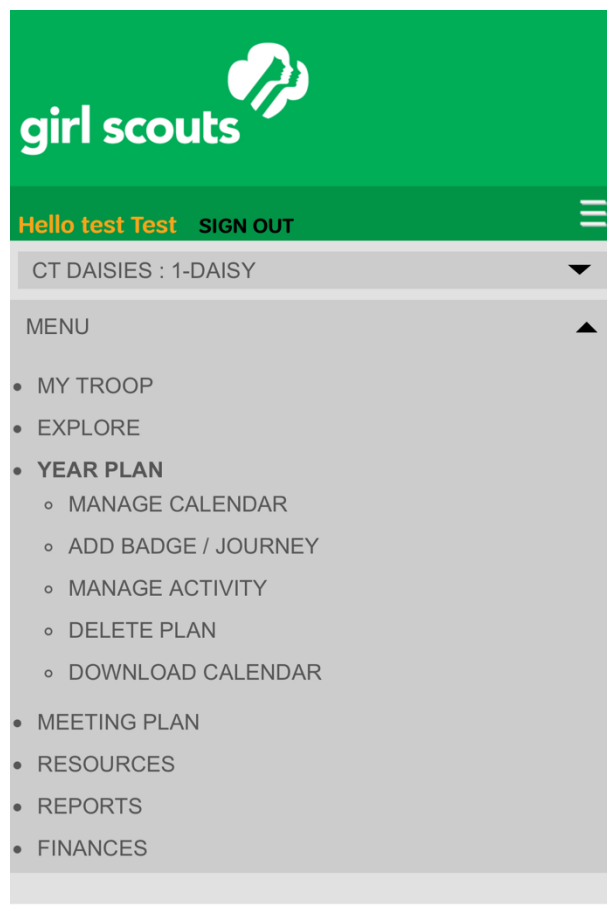 girl scouts
Hello test Test SIGN OUT
CT DAISIES : 1-DAISY
MENU
MY TROOP
EXPLORE
YEAR PLAN
MANAGE CALENDAR
ADD BADGE / JOURNEY
MANAGE ACTIVITY
DELETE PLAN
DOWNLOAD CALENDAR
MEETING PLAN
RESOURCES
REPORTS
FINANCES